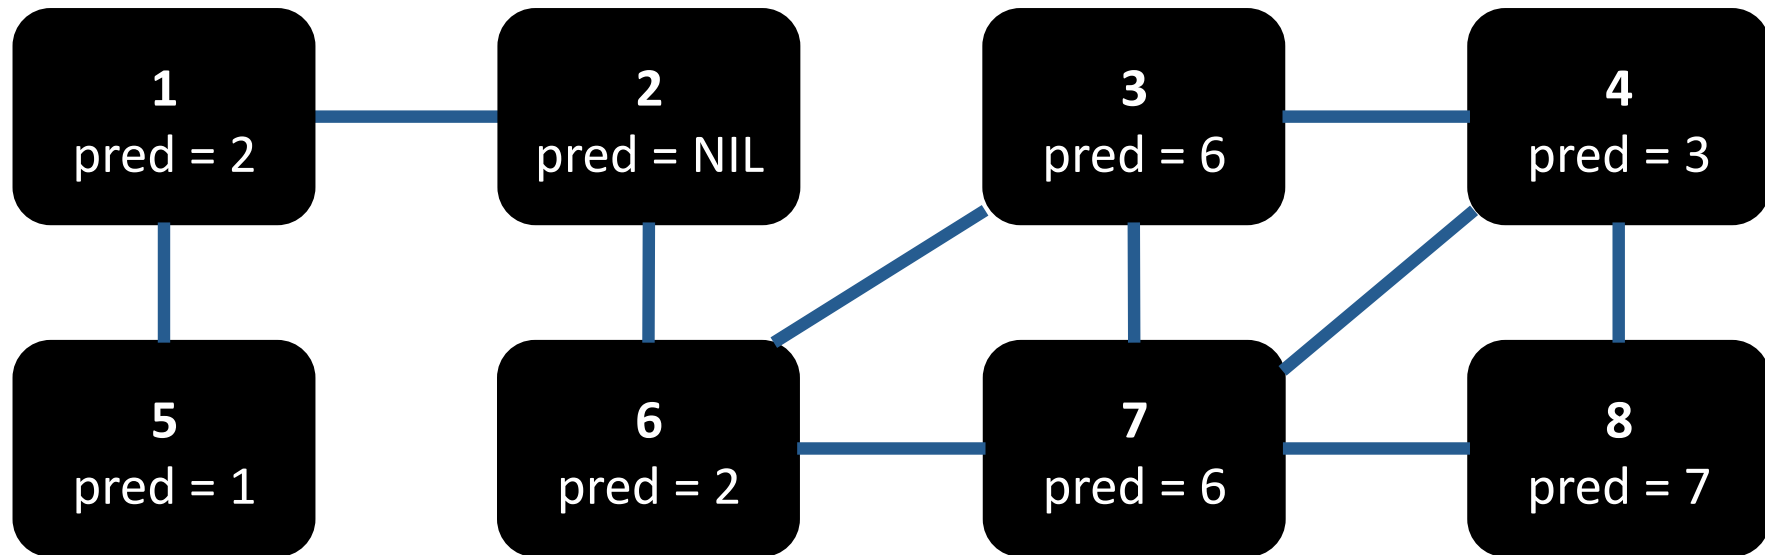 1
pred = 2
2
pred = NIL
3
pred = 6
4
pred = 3
5
pred = 1
6
pred = 2
7
pred = 6
8
pred = 7